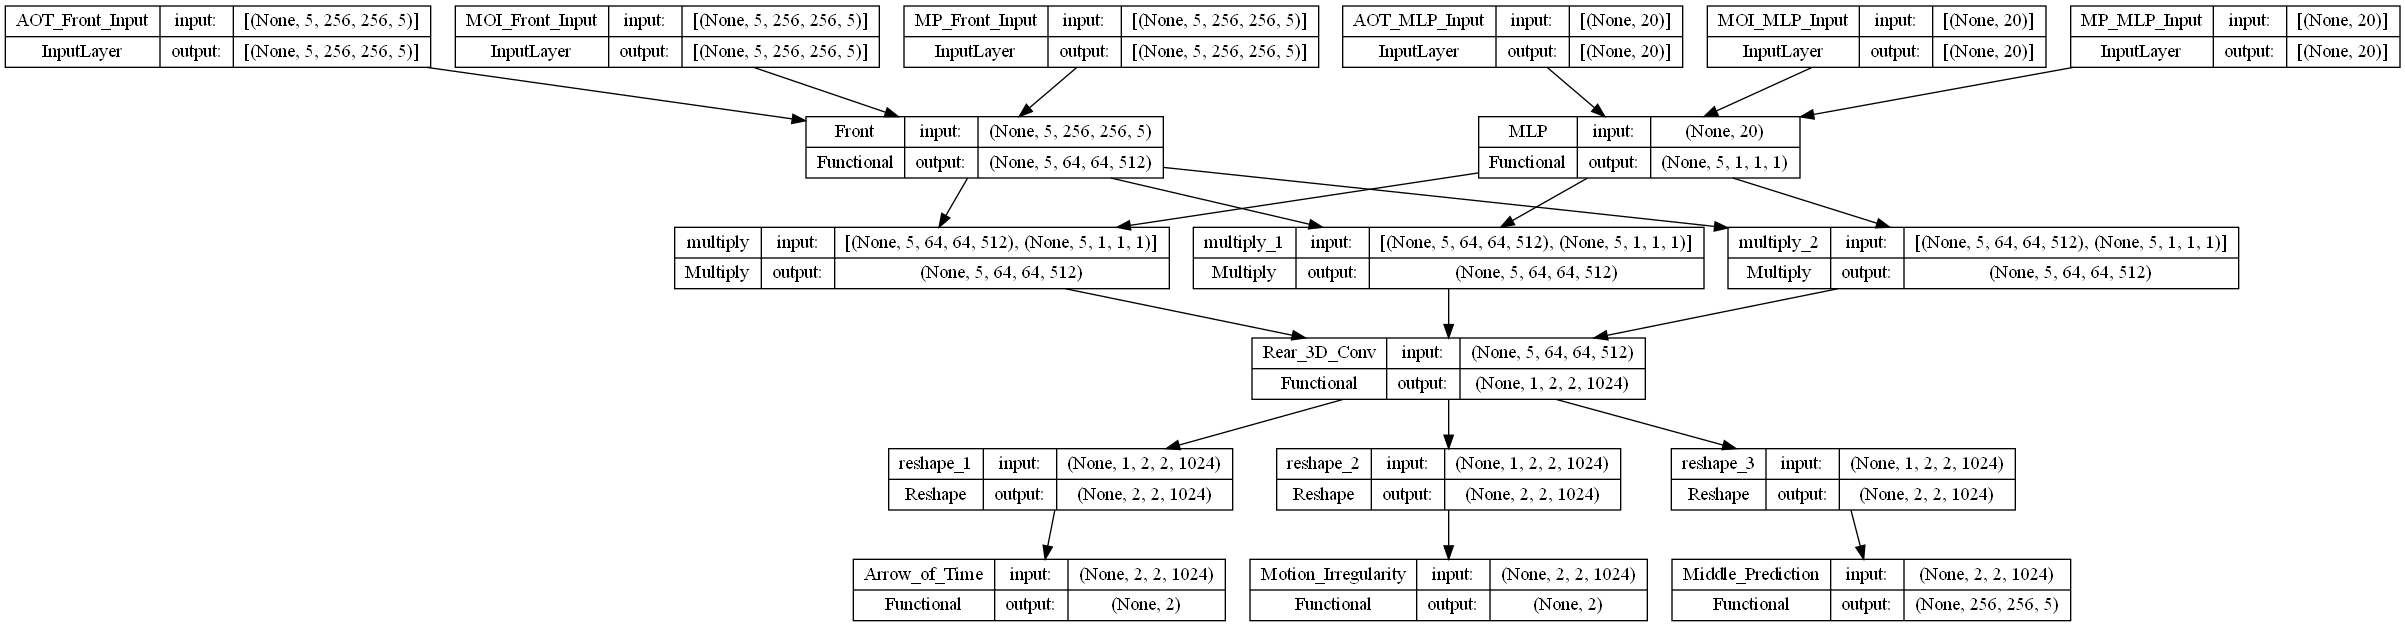 AOT_Front_Input input: [(None, 5, 256, 256, 5)]
InputLayer output: [(None, 5, 256, 256, 5)]
MOI_Front_Input input: [(None, 5, 256, 256, 5)]
InputLayer output: [(None, 5, 256, 256, 5)]
MP_Front_Input input: [(None, 5, 256, 256, 5)]
InputLayer output: [(None, 5, 256, 256, 5)]
AOT_MLP_Input input: [(None, 20)]
InputLayer output: [(None, 20)]
MOI_MLP_Input input: [(None, 20)]
InputLayer output: [(None, 20)]
MP_MLP_Input input: [(None, 20)]
InputLayer output: [(None, 20)]
Front input: (None, 5, 256, 256, 5)
Functional output: (None, 5, 64, 64, 512)
MLP input: (None, 20)
Functional output: (None, 5, 1, 1, 1)
multiply input: [(None, 5, 64, 64, 512), (None, 5, 1, 1, 1)]
Multiply output: (None, 5, 64, 64, 512)
multiply_1 input: [(None, 5, 64, 64, 512), (None, 5, 1, 1, 1)]
Multiply output: (None, 5, 64, 64, 512)
multiply_2 input: [(None, 5, 64, 64, 512), (None, 5, 1, 1, 1)]
Multiply output: (None, 5, 64, 64, 512)
Rear_3D_Conv input: (None, 5, 64, 64, 512)
Functional output: (None, 1, 2, 2, 1024)
reshape_1 input: (None, 1, 2, 2, 1024)
Reshape output: (None, 2, 2, 1024)
reshape_2 input: (None, 1, 2, 2, 1024)
Reshape output: (None, 2, 2, 1024)
reshape_3 input: (None, 1, 2, 2, 1024)
Reshape output: (None, 2, 2, 1024)
Arrow_of_Time input: (None, 2, 2, 1024)
Functional output: (None, 2)
Motion_Irregularity input: (None, 2, 2, 1024)
Functional output: (None, 2)
Middle_Prediction input: (None, 2, 2, 1024)
Functional output: (None, 256, 256, 5)